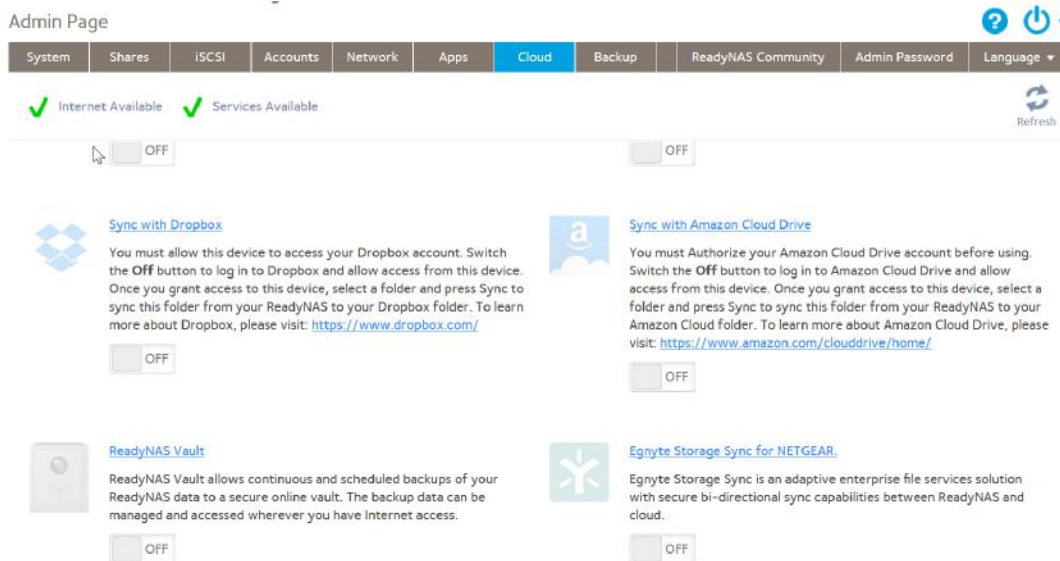 Admin Page
System Shares iSCSI Accounts Network Apps Cloud Backup ReadyNAS Community Admin Password Language
Internet Available Services Available
Refresh
OFF OFF
Sync with Dropbox
You must allow this device to access your Dropbox account. Switch
the Off button to log in to Dropbox and allow access from this device.
Once you grant access to this device, select a folder and press Sync to
sync this folder from your ReadyNAS to your Dropbox folder. To learn
more about Dropbox, please visit: https://www.dropbox.com/
OFF
Sync with Amazon Cloud Drive
You must Authorize your Amazon Cloud Drive account before using.
Switch the Off button to log in to Amazon Cloud Drive and allow
access from this device. Once you grant access to this device, select a
folder and press Sync to sync this folder from your ReadyNAS to your
Amazon Cloud folder. To learn more about Amazon Cloud Drive, please
visit: https://www.amazon.com/clouddrive/home/
OFF
ReadyNAS Vault
ReadyNAS Vault allows continuous and scheduled backups of your
ReadyNAS data to a secure online vault. The backup data can be
managed and accessed wherever you have Internet access.
OFF
Egnyte Storage Sync for NETGEAR.
Egnyte Storage Sync is an adaptive enterprise file services solution
with secure bi-directional sync capabilities between ReadyNAS and
cloud.
OFF